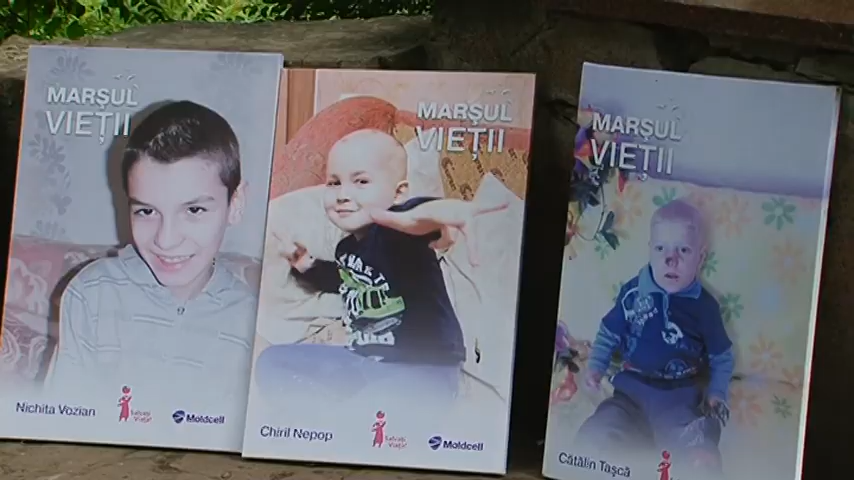 MARȘUL
VIEȚII
Nichita Vozian
Salvați
Viața!
Moldcell
MARȘUL
VIEȚII
Chiril Nepop
Salvați
Viața!
Moldcell
MARȘUL
VIEȚII
Cătălin Tașcă